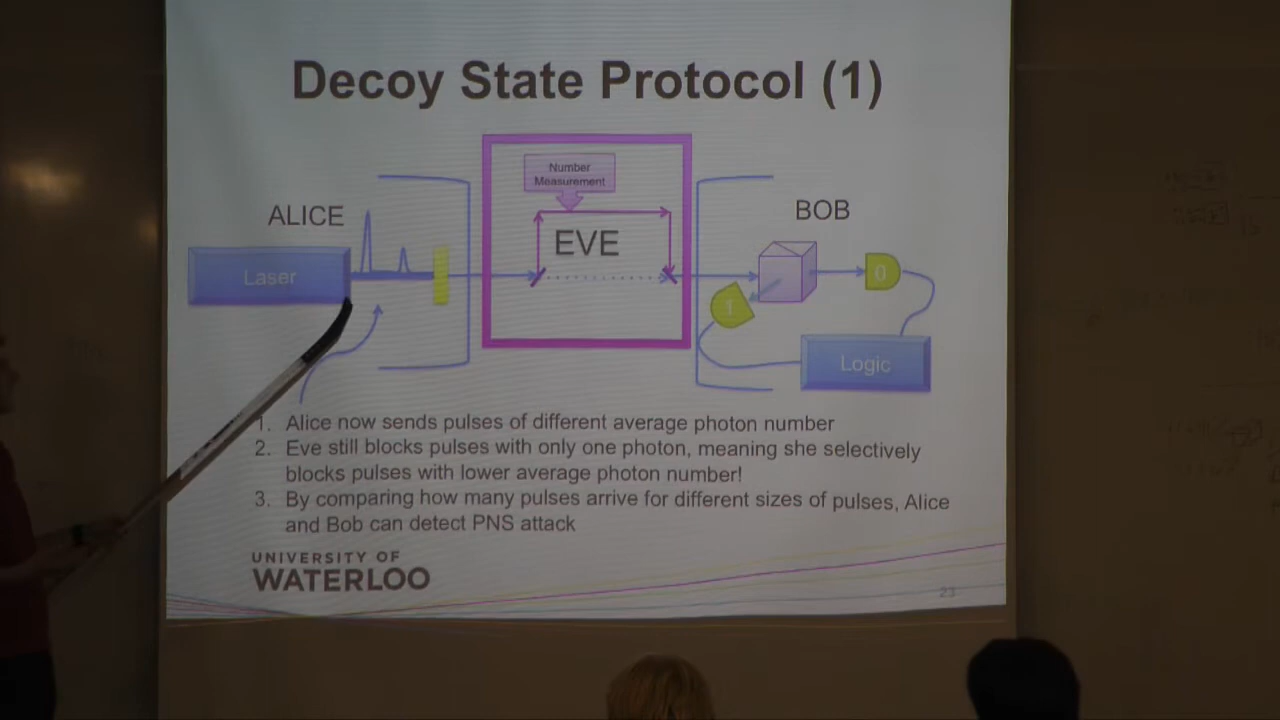 Decoy State Protocol (1)
Number
Measurement
ALICE
EVE
BOB
Laser
0
1
Logic
1. Alice now sends pulses of different average photon number
2. Eve still blocks pulses with only one photon, meaning she selectively
blocks pulses with lower average photon number!
3. By comparing how many pulses arrive for different sizes of pulses, Alice
and Bob can detect PNS attack
UNIVERSITY OF
WATERLOO
23